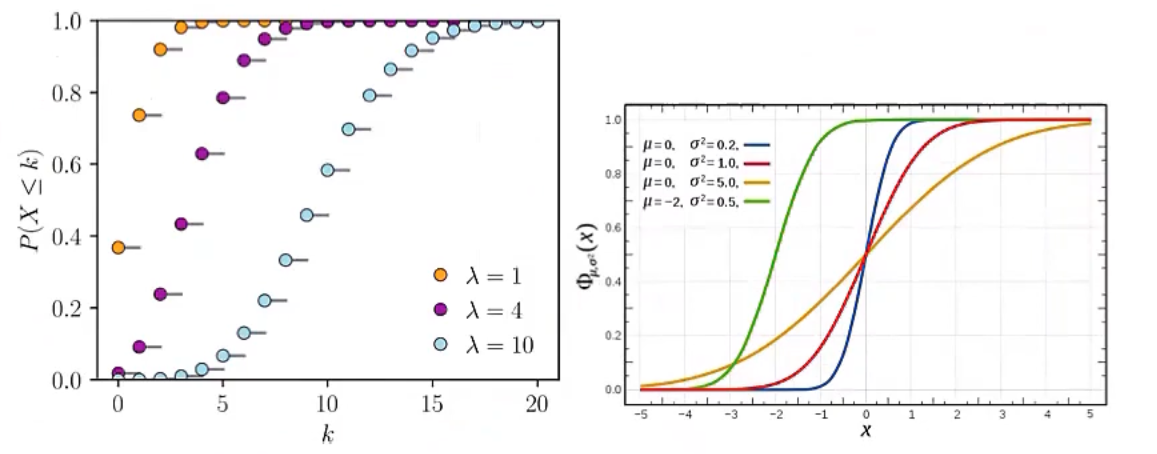 1.0
0.8
0.6
0.4
0.2
0.0
P(X ≤ k)
λ = 1
λ = 4
λ = 10
0 5 10 15 20
k
1.0
0.8
0.6
0.4
0.2
0.0
Φμ,σ²(x)
μ=0, σ²=0.2,
μ=0, σ²=1.0,
μ=0, σ²=5.0,
μ=−2, σ²=0.5,
−5 −4 −3 −2 −1 0 1 2 3 4 5
x